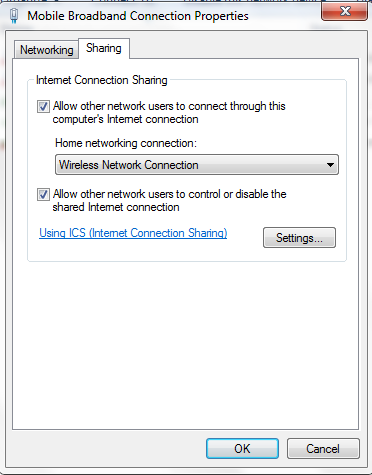 Mobile Broadband Connection Properties
Networking
Sharing
Internet Connection Sharing
Allow other network users to connect through this
computer's Internet connection
Home networking connection:
Wireless Network Connection
Allow other network users to control or disable the
shared Internet connection
Using ICS (Internet Connection Sharing)
Settings...
OK
Cancel